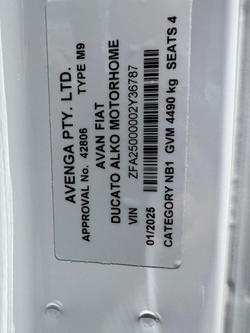 AVENGA PTY. LTD.
APPROVAL No. 42806 TYPE M9
AVAN FIAT
DUCATO ALKO MOTORHOME
VIN ZFA25000002Y36787
01/2025
CATEGORY NB1 GVM 4490 kg SEATS 4